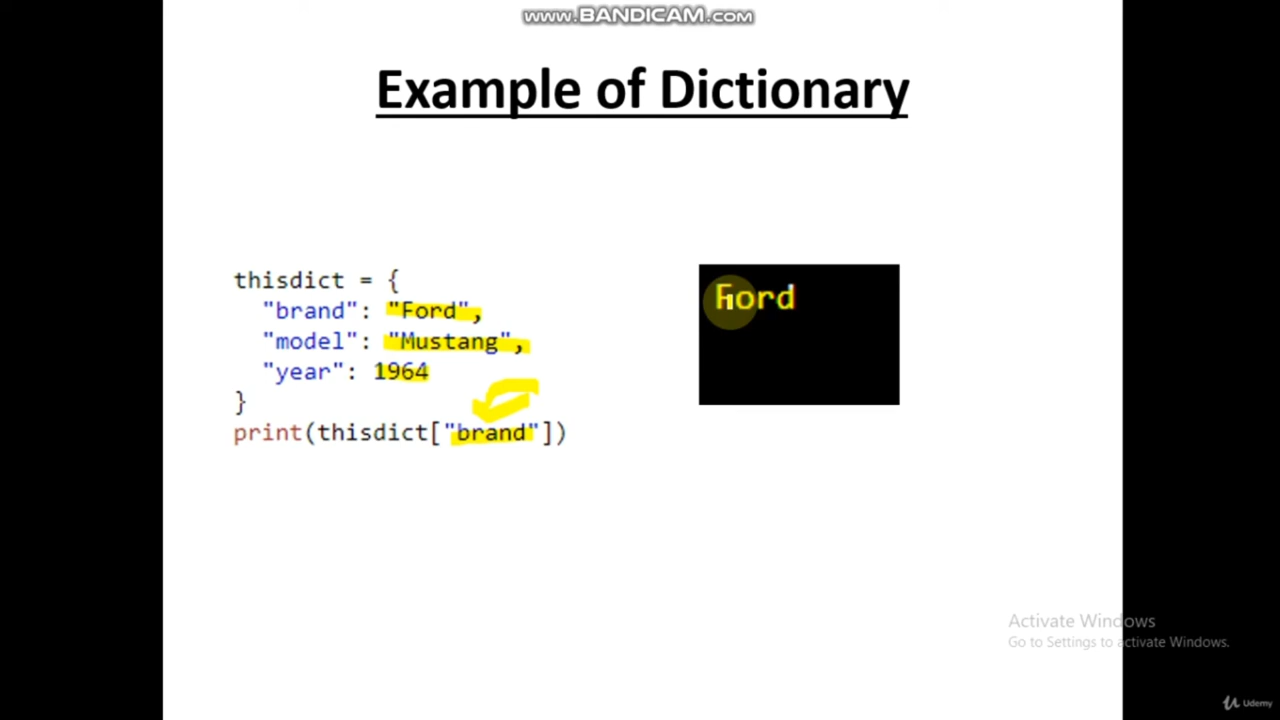 www.BANDICAM.com
Example of Dictionary
thisdict = {
  "brand": "Ford",
  "model": "Mustang",
  "year": 1964
}
print(thisdict["brand"])
Ford
Activate Windows
Go to Settings to activate Windows.
Udemy